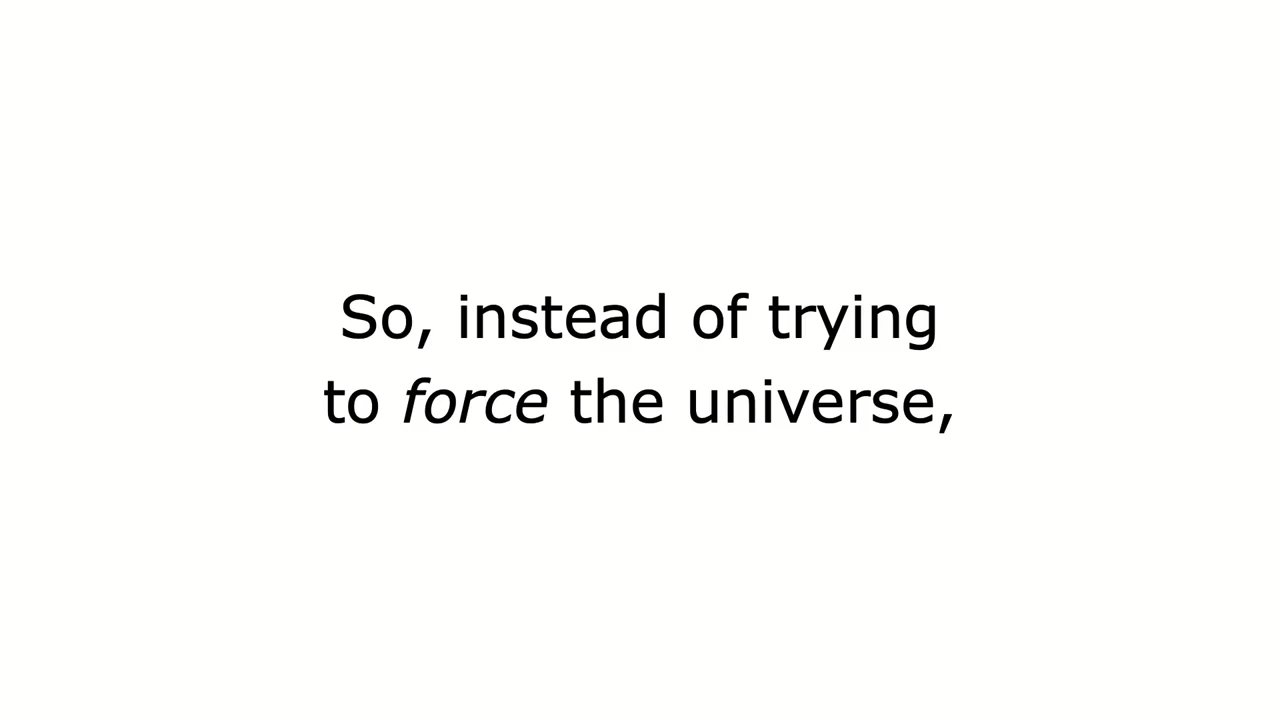 So, instead of trying
to force the universe,